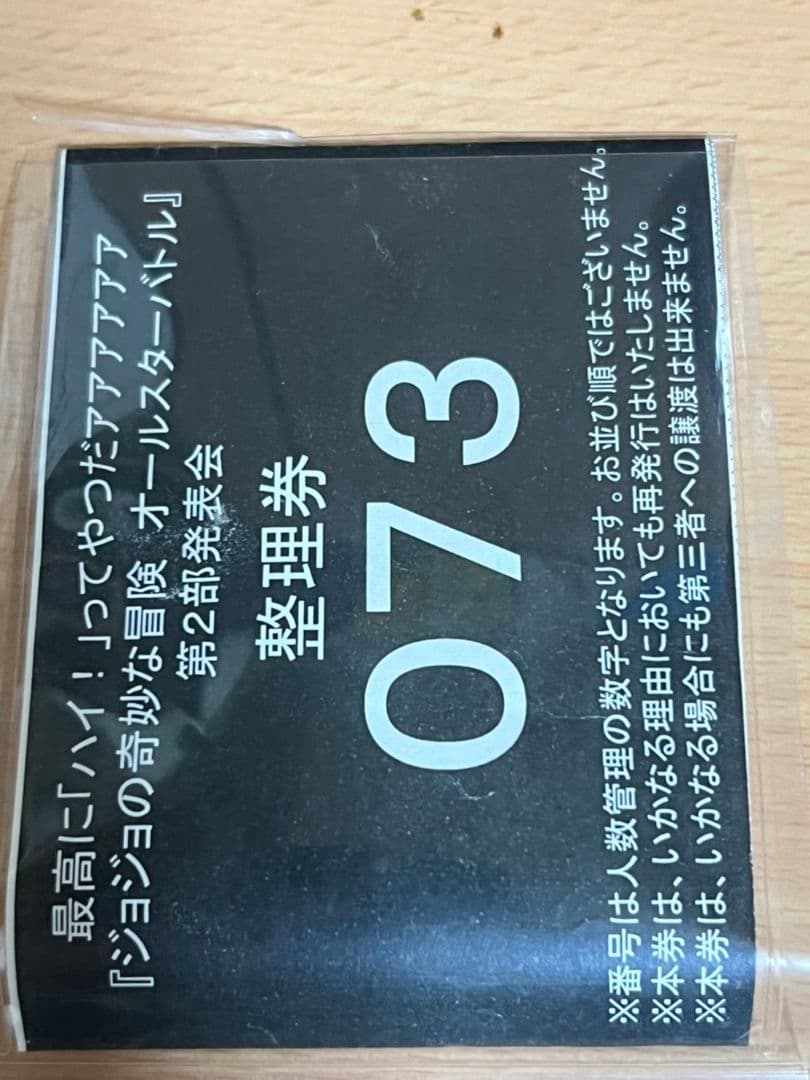 最高に「ハイ！」ってやつだアアアアアア
『ジョジョの奇妙な冒険 オールスターバトル』
第2部発表会
整理券
073
※番号は人数管理の数字となります。お並び順ではございません。
※本券は、いかなる理由においても再発行はいたしません。
※本券は、いかなる場合にも第三者への譲渡は出来ません。